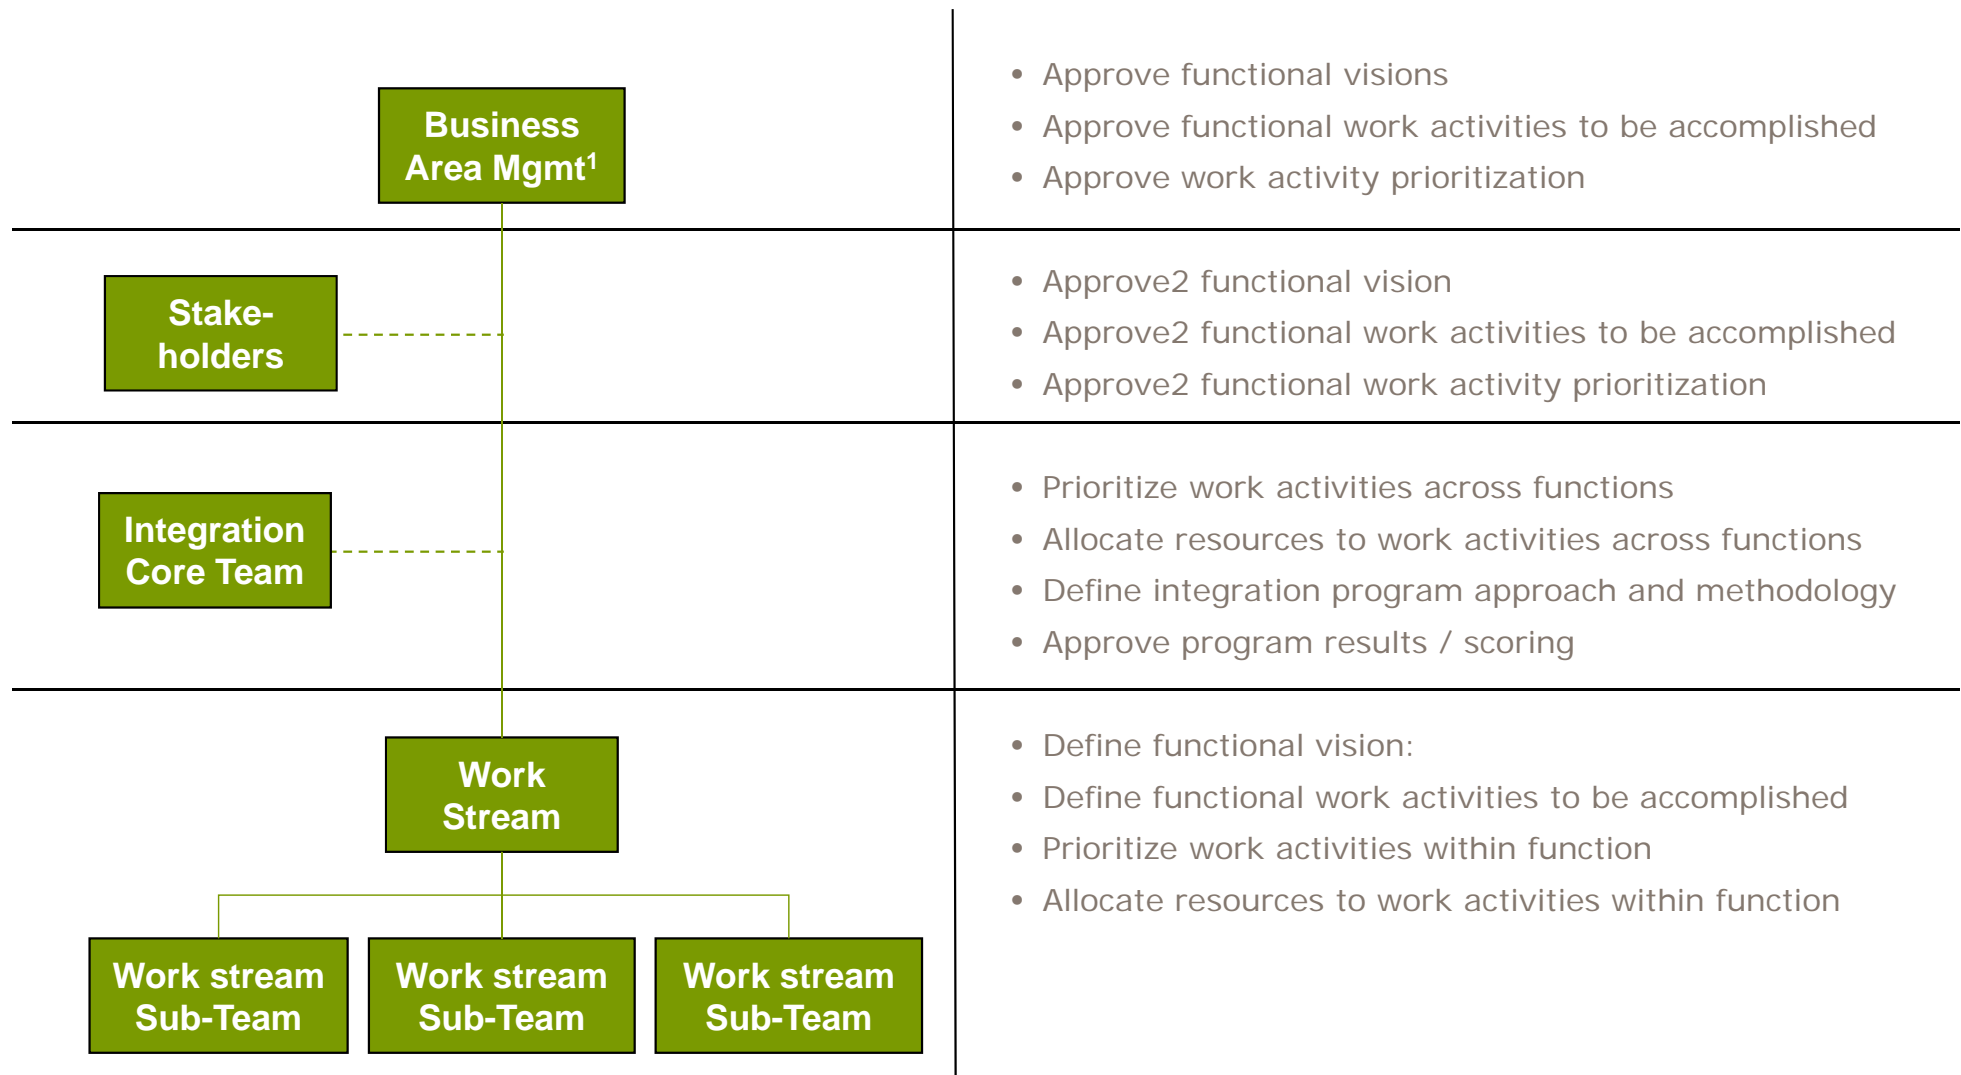 Business
Area Mgmt¹
• Approve functional visions
• Approve functional work activities to be accomplished
• Approve work activity prioritization
Stake-
holders
• Approve2 functional vision
• Approve2 functional work activities to be accomplished
• Approve2 functional work activity prioritization
Integration
Core Team
• Prioritize work activities across functions
• Allocate resources to work activities across functions
• Define integration program approach and methodology
• Approve program results / scoring
Work
Stream
• Define functional vision:
• Define functional work activities to be accomplished
• Prioritize work activities within function
• Allocate resources to work activities within function
Work stream
Sub-Team
Work stream
Sub-Team
Work stream
Sub-Team